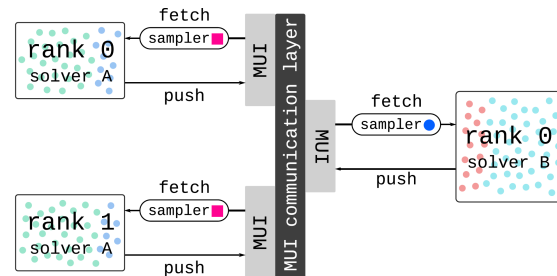 fetch
sampler
rank 0
solver A
push
MUI
MUI communication layer
MUI
fetch
sampler
rank 0
solver B
push
fetch
sampler
rank 1
solver A
push
MUI